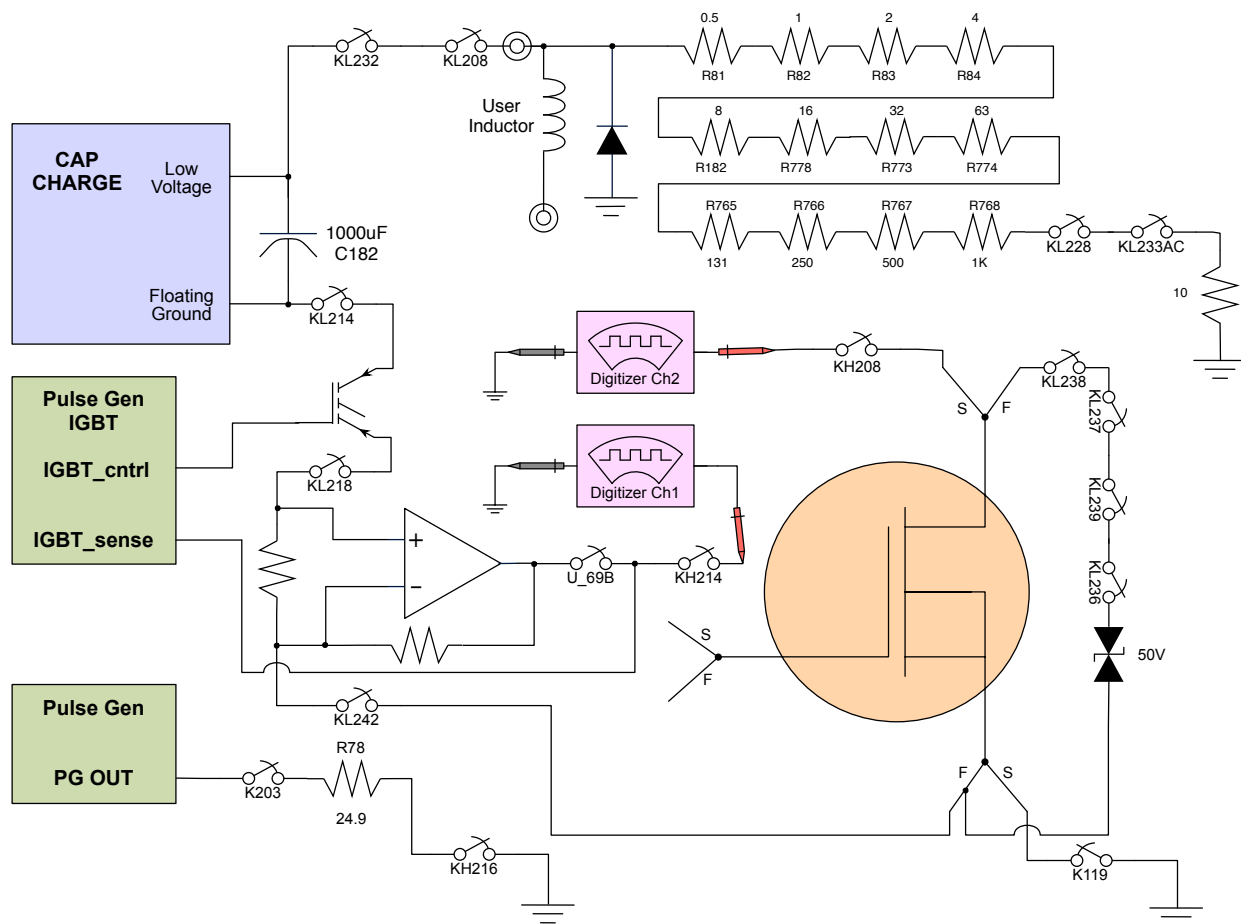 0.5
1
2
4
KL232
KL208
R81
R82
R83
R84
User
Inductor
8
16
32
63
CAP
CHARGE
Low
Voltage
R182
R778
R773
R774
R765
R766
R767
R768
1000uF
C182
131
250
500
1K
KL228
KL233AC
Floating
Ground
KL214
10
Digitizer Ch2
KH208
KL238
S
F
KL237
Pulse Gen
IGBT
IGBT_cntrl
KL218
Digitizer Ch1
KL239
IGBT_sense
+
−
U_69B
KH214
KL236
S
F
50V
Pulse Gen
KL242
R78
PG OUT
K203
24.9
F
S
KH216
K119